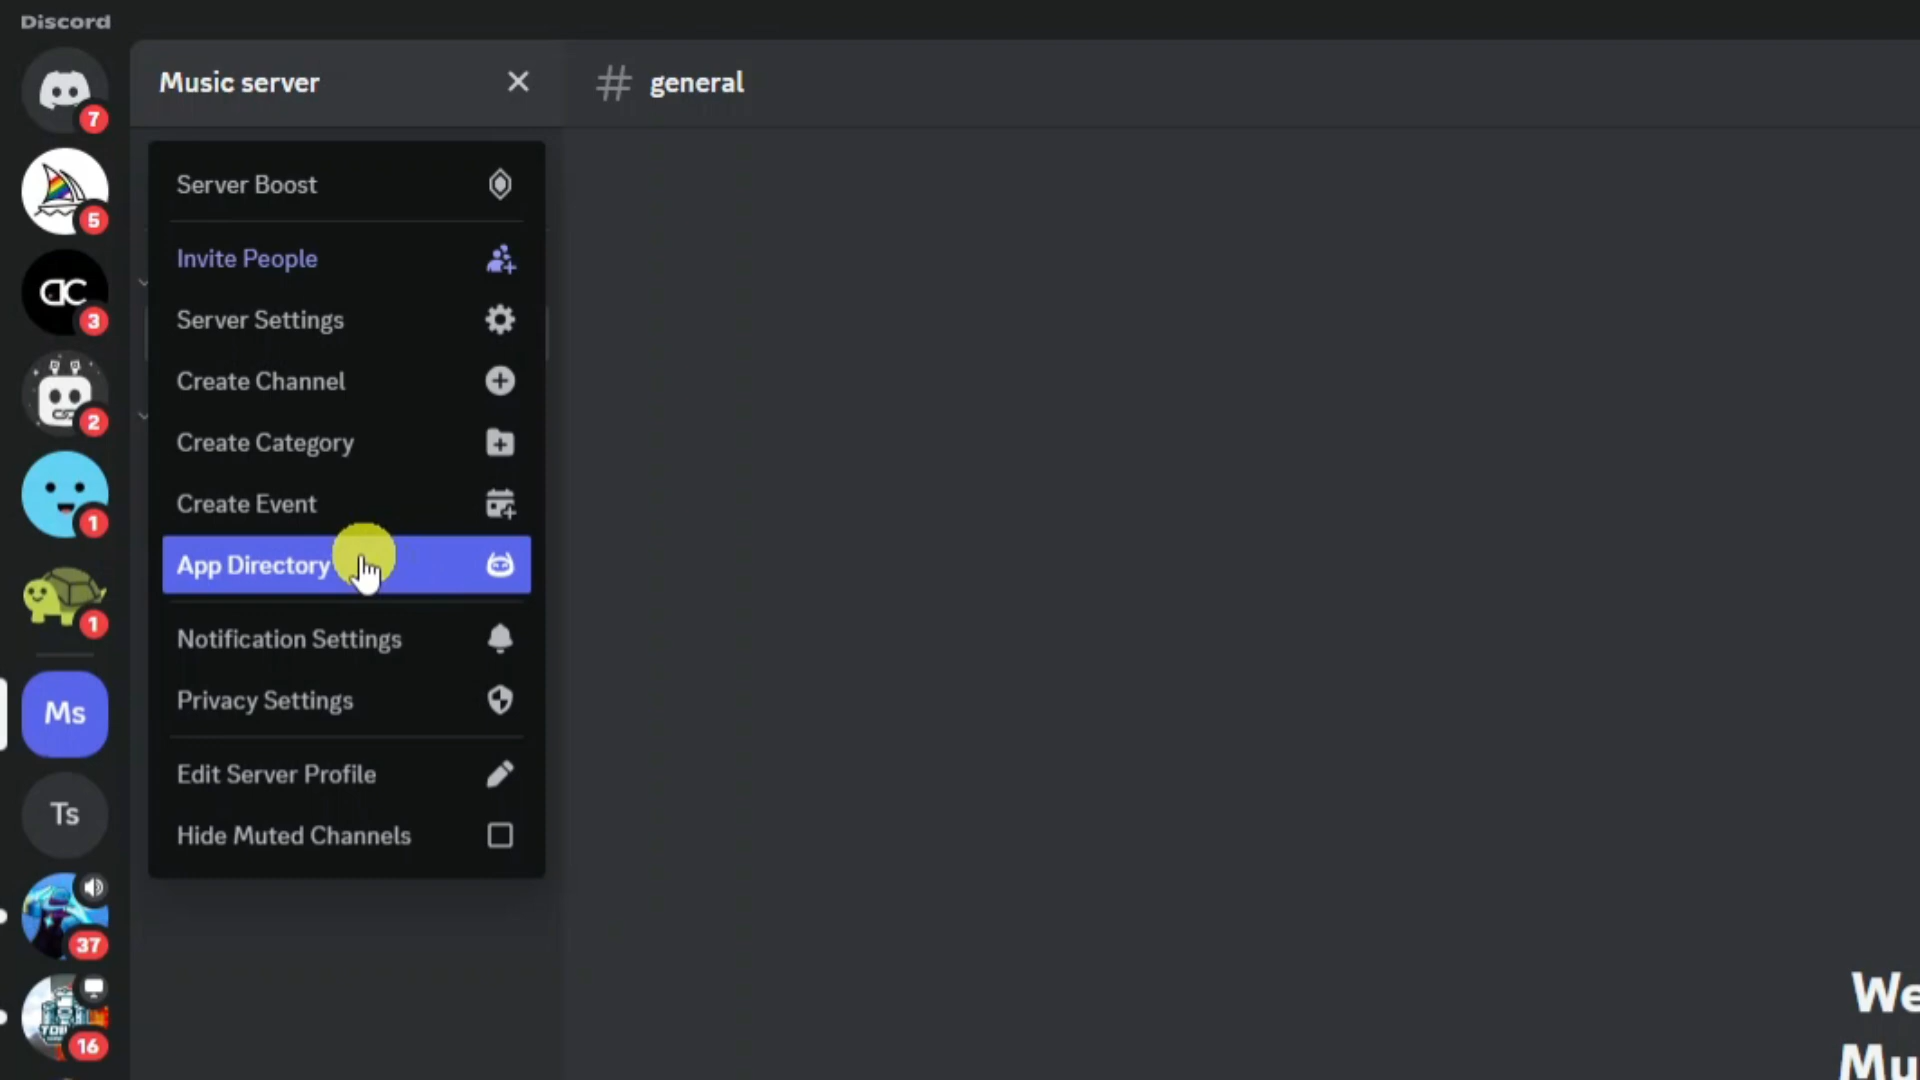 Discord
Music server
general
7
5
3
2
1
1
Ms
Ts
37
16
Server Boost
Invite People
Server Settings
Create Channel
Create Category
Create Event
App Directory
Notification Settings
Privacy Settings
Edit Server Profile
Hide Muted Channels
We
Mu